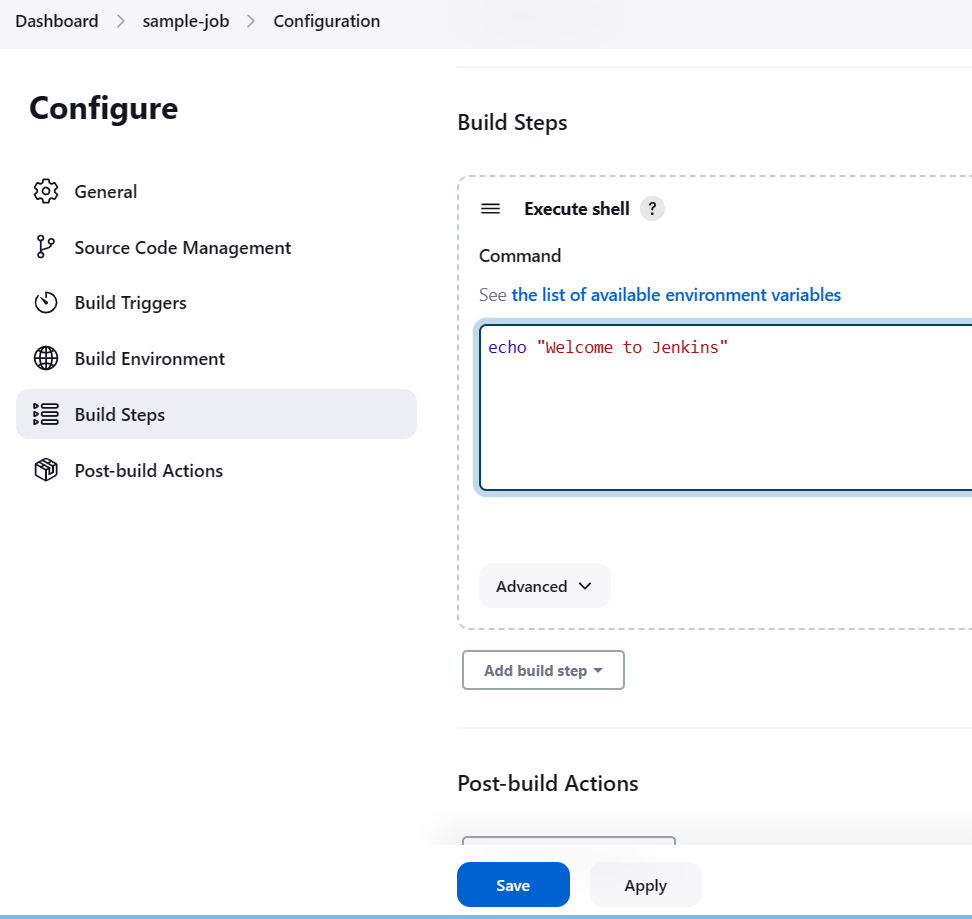 Dashboard > sample-job > Configuration
Configure
General
Source Code Management
Build Triggers
Build Environment
Build Steps
Post-build Actions
Build Steps
Execute shell ?
Command
See the list of available environment variables
echo "Welcome to Jenkins"
Advanced
Add build step
Post-build Actions
Save Apply